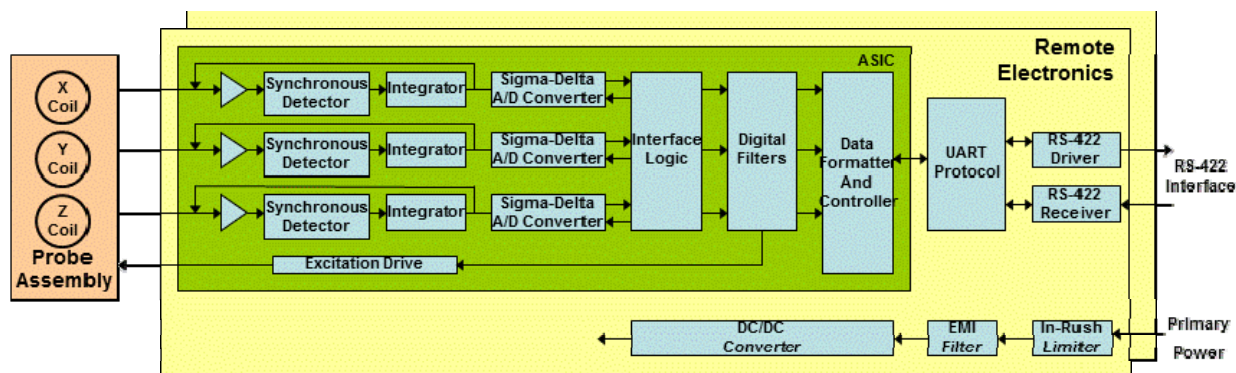 Remote
Electronics
ASIC
X
Coil
Y
Coil
Z
Coil
Probe
Assembly
Synchronous
Detector
Integrator
Sigma-Delta
A/D Converter
Synchronous
Detector
Integrator
Sigma-Delta
A/D Converter
Synchronous
Detector
Integrator
Sigma-Delta
A/D Converter
Excitation Drive
Interface
Logic
Digital
Filters
Data
Formatter
And
Controller
UART
Protocol
RS-422
Driver
RS-422
Receiver
RS-422
Interface
DC/DC
Converter
EMI
Filter
In-Rush
Limiter
Primary
Power